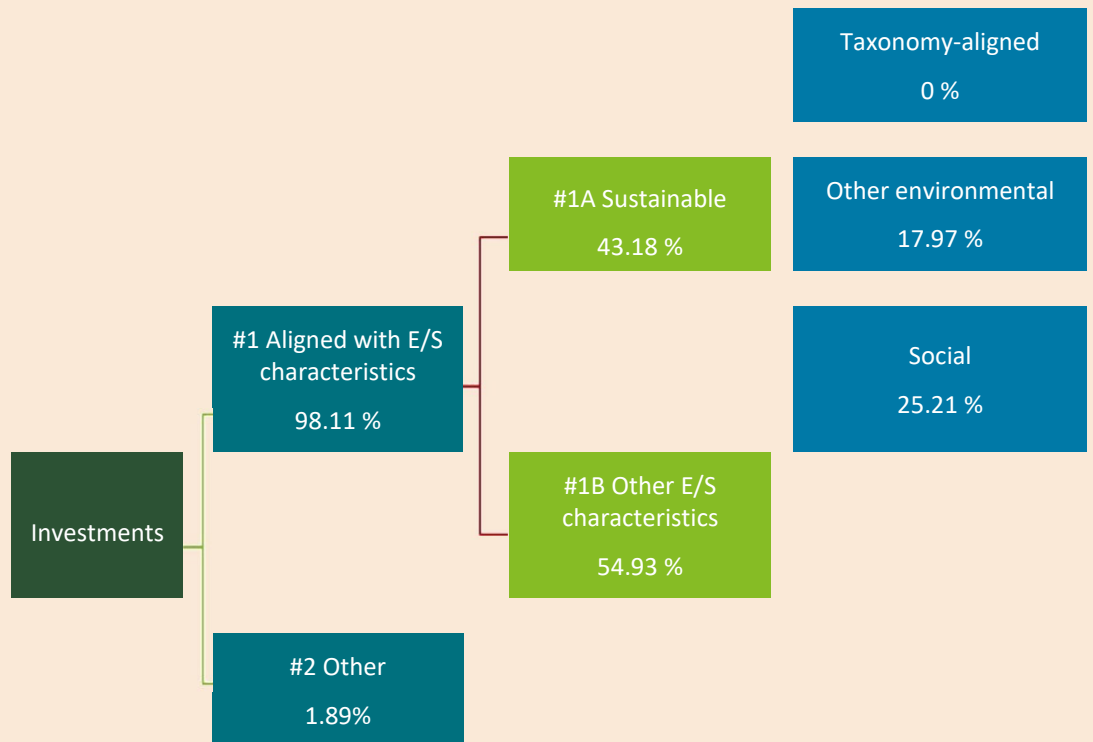 Taxonomy-aligned
0 %
#1A Sustainable
43.18 %
Other environmental
17.97 %
#1 Aligned with E/S
characteristics
98.11 %
Social
25.21 %
Investments
#1B Other E/S
characteristics
54.93 %
#2 Other
1.89%